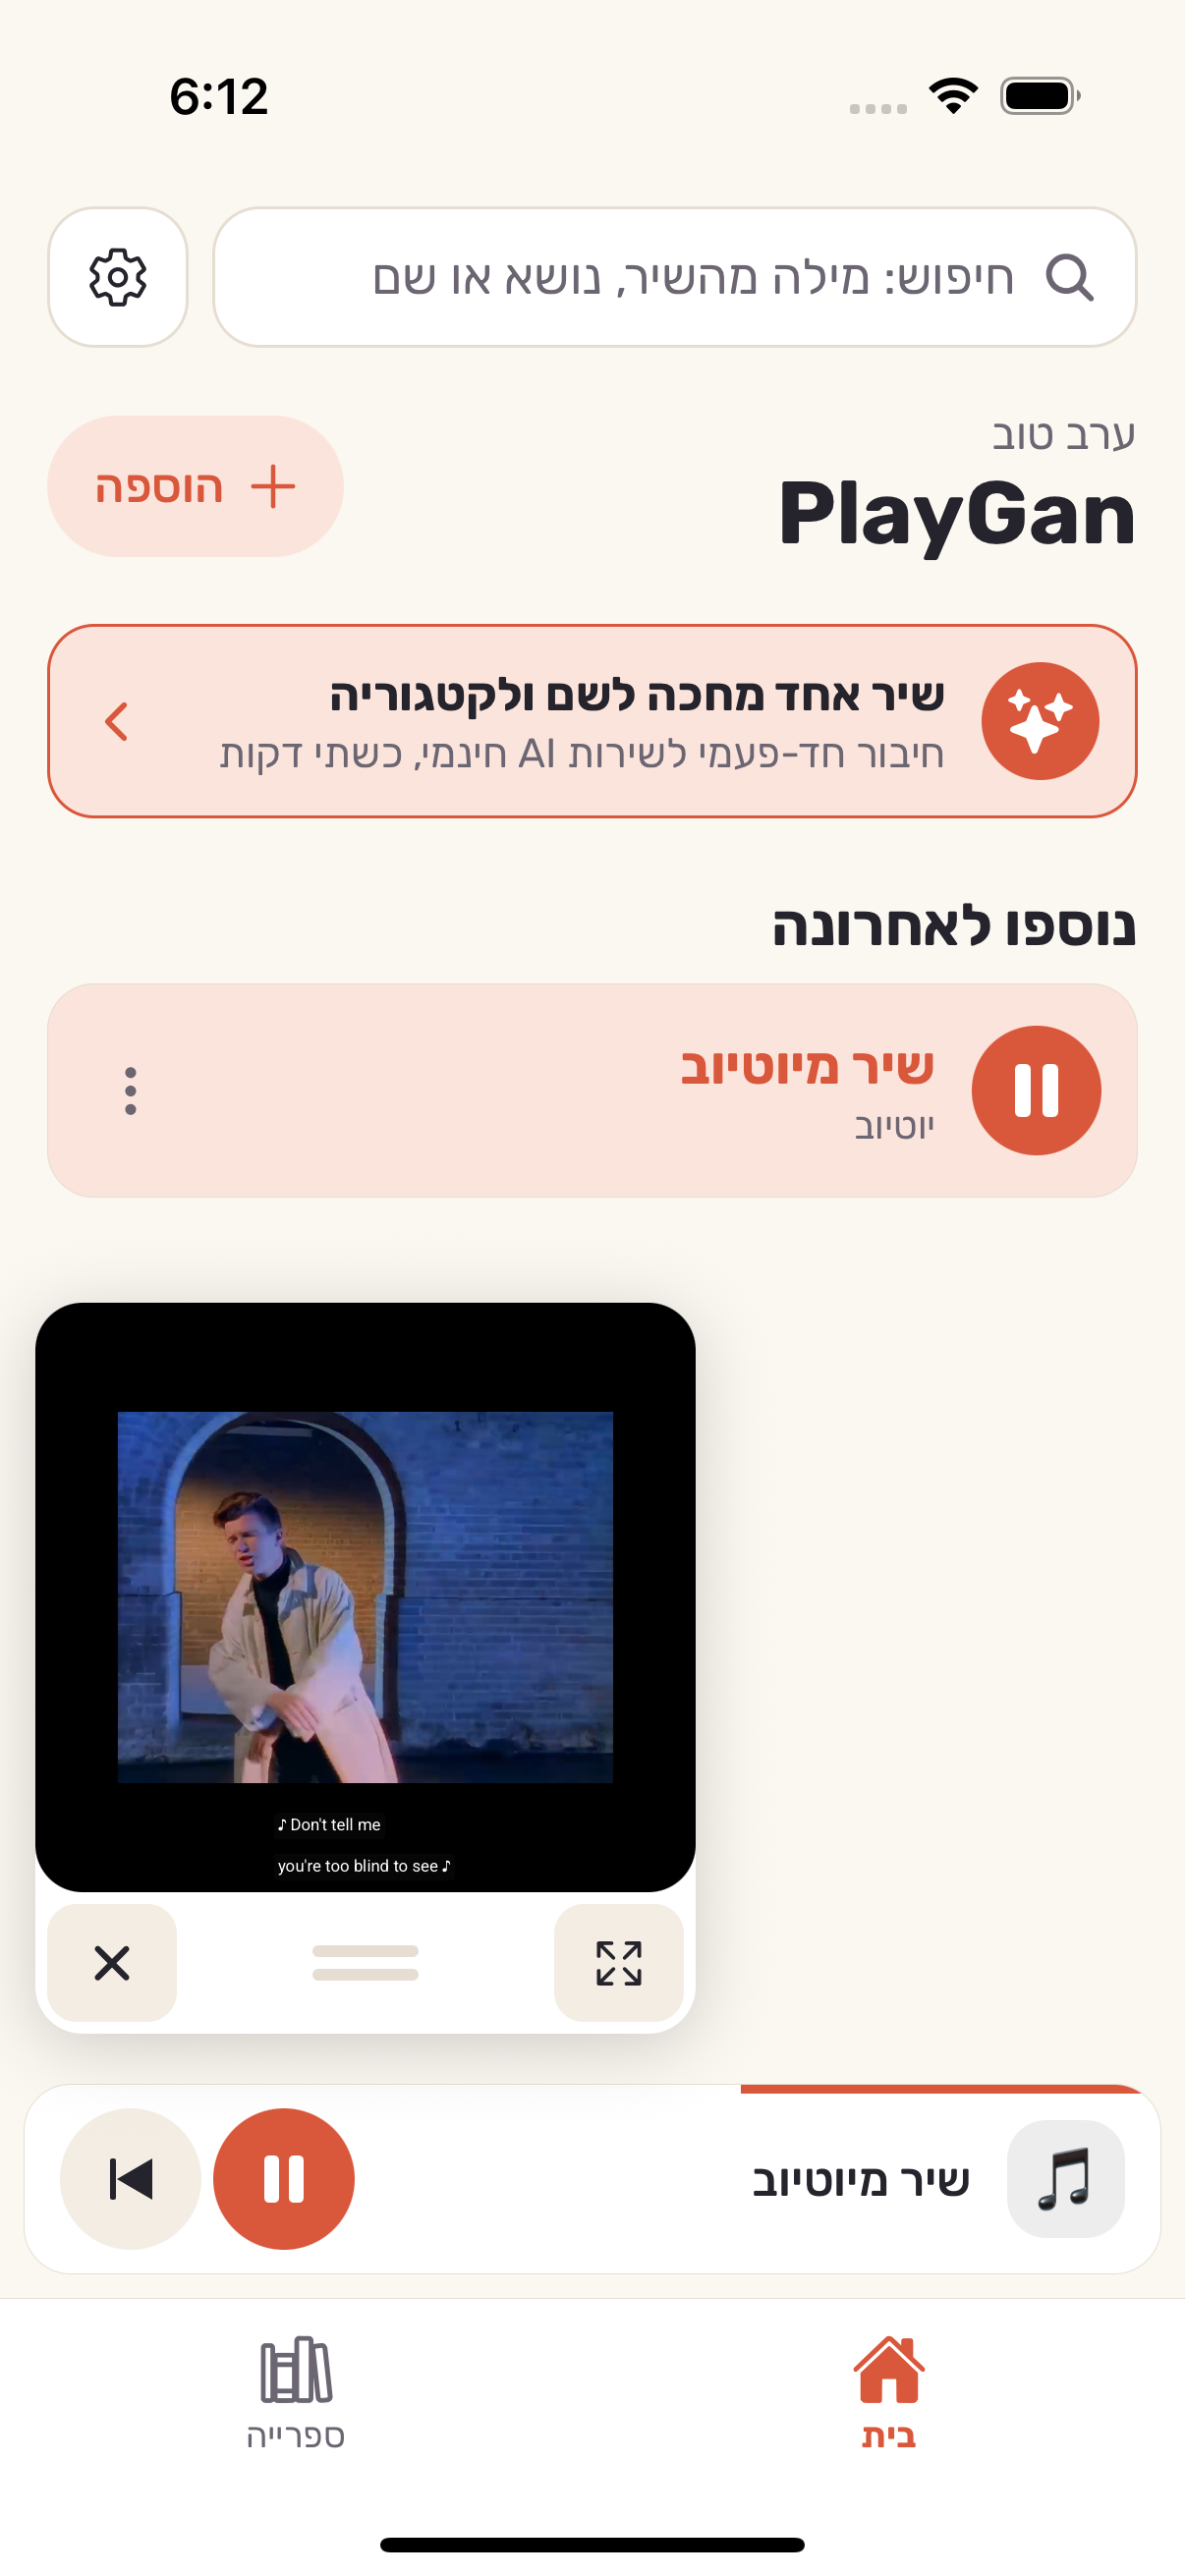 6:12
חיפוש: מילה מהשיר, נושא או שם
ערב טוב
PlayGan
הוספה
שיר אחד מחכה לשם ולקטגוריה
חיבור חד-פעמי לשירות AI חינמי, כשתי דקות
נוספו לאחרונה
שיר מיוטיוב
יוטיוב
♪ Don't tell me
you're too blind to see ♪
שיר מיוטיוב
בית
ספרייה